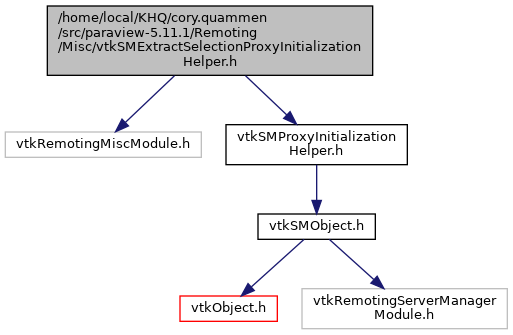 /home/local/KHQ/cory.quammen
/src/paraview-5.11.1/Remoting
/Misc/vtkSMExtractSelectionProxyInitialization
Helper.h
vtkRemotingMiscModule.h
vtkSMProxyInitialization
Helper.h
vtkSMObject.h
vtkObject.h
vtkRemotingServerManager
Module.h